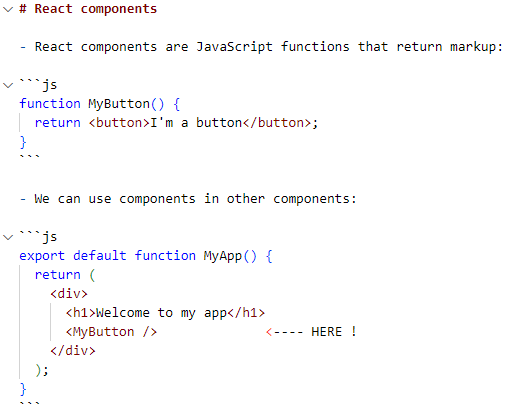 # React components
- React components are JavaScript functions that return markup:
```js
function MyButton() {
  return <button>I'm a button</button>;
}
```
- We can use components in other components:
```js
export default function MyApp() {
  return (
    <div>
      <h1>Welcome to my app</h1>
      <MyButton />              <---- HERE !
    </div>
  );
}
```